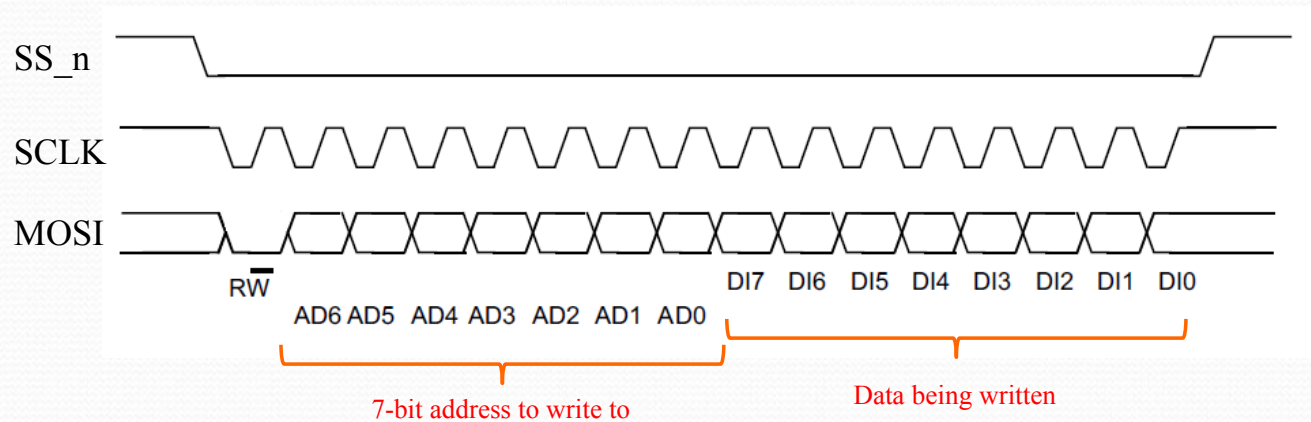 SS_n
SCLK
MOSI
RW̅
DI7 DI6 DI5 DI4 DI3 DI2 DI1 DI0
AD6 AD5 AD4 AD3 AD2 AD1 AD0
7-bit address to write to
Data being written